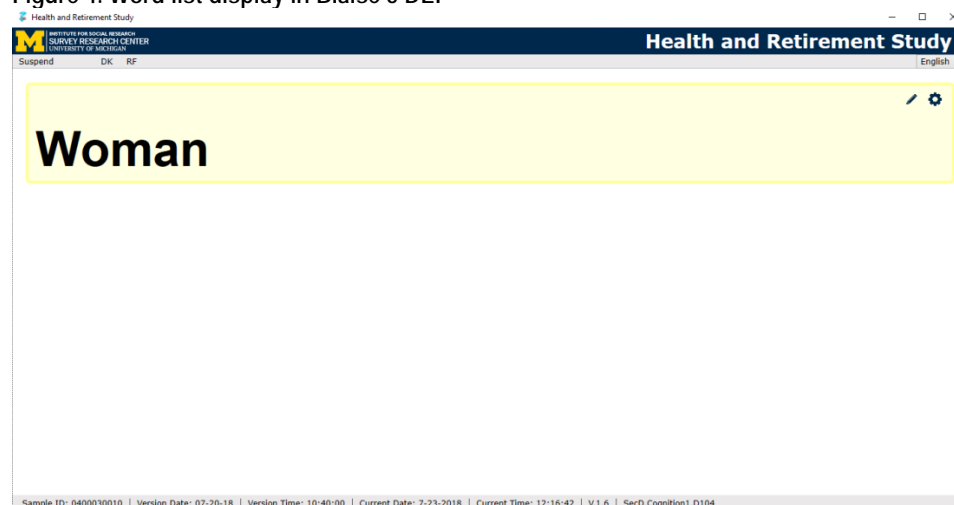 Figure 4. Word list display in Blaise 5 DEP
Health and Retirement Study
INSTITUTE FOR SOCIAL RESEARCH
SURVEY RESEARCH CENTER
UNIVERSITY OF MICHIGAN
Health and Retirement Study
Suspend DK RF English
Woman
Sample ID: 0400030010 | Version Date: 07-20-18 | Version Time: 10:40:00 | Current Date: 7-23-2018 | Current Time: 12:16:42 | V.1.6 | SecD.Cognition1.D104